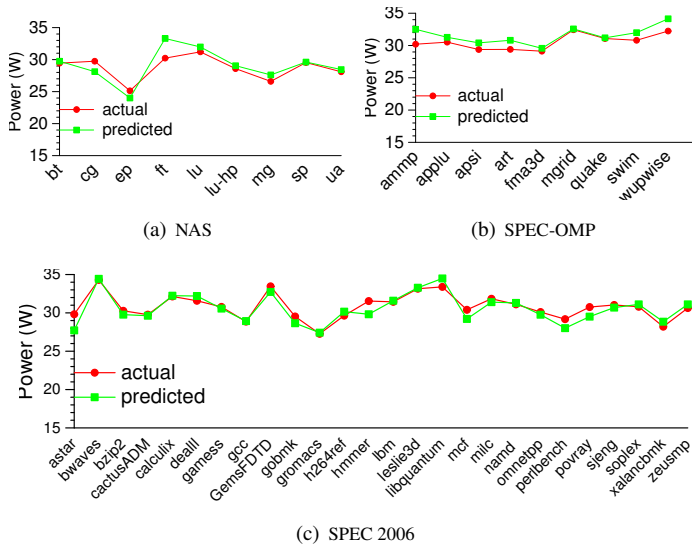 35
30
25
20
15
Power (W)
actual
predicted
bt
cg
ep
ft
lu
lu-hp
mg
sp
ua
(a) NAS
35
30
25
20
15
Power (W)
actual
predicted
ammp
applu
apsi
art
fma3d
mgrid
quake
swim
wupwise
(b) SPEC-OMP
35
30
25
20
15
Power (W)
actual
predicted
astar
bwaves
bzip2
cactusADM
calculix
dealII
gamess
gcc
GemsFDTD
gobmk
gromacs
h264ref
hmmer
lbm
leslie3d
libquantum
mcf
milc
namd
omnetpp
perlbench
povray
sjeng
soplex
xalancbmk
zeusmp
(c) SPEC 2006